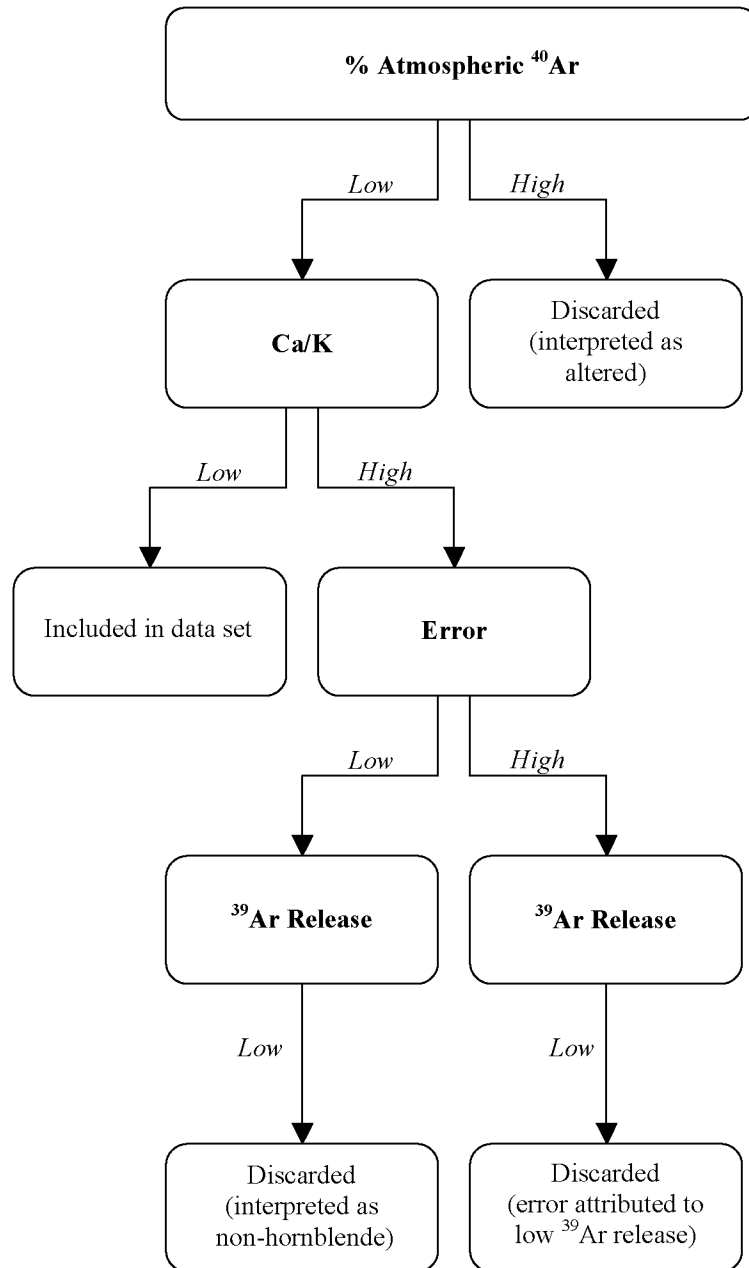 % Atmospheric ⁴⁰Ar
Low
High
Ca/K
Discarded
(interpreted as
altered)
Low
High
Included in data set
Error
Low
High
³⁹Ar Release
³⁹Ar Release
Low
Low
Discarded
(interpreted as
non-hornblende)
Discarded
(error attributed to
low ³⁹Ar release)